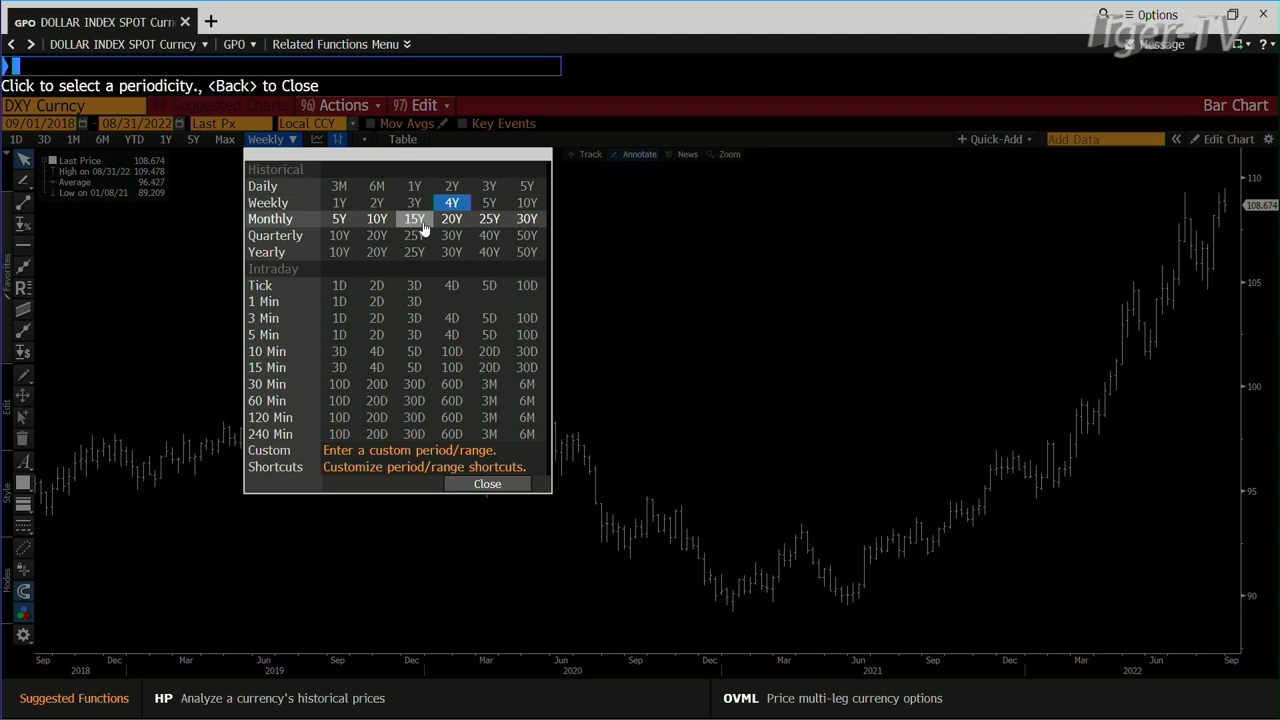 GPO DOLLAR INDEX SPOT Curn
Options
Tiger-TV
DOLLAR INDEX SPOT Curncy GPO Related Functions Menu
Message
Click to select a periodicity., <Back> to Close
DXY Curncy Suggested Charts 96) Actions 97) Edit Bar Chart
09/01/2018 - 08/31/2022 Last Px Local CCY Mov Avgs Key Events
1D 3D 1M 6M YTD 1Y 5Y Max Weekly ▼ Table + Quick-Add Add Data « Edit Chart
Track Annotate News Zoom
Last Price 108.674
High on 08/31/22 109.478
Average 96.427
Low on 01/08/21 89.209
Historical
Daily 3M 6M 1Y 2Y 3Y 5Y
Weekly 1Y 2Y 3Y 4Y 5Y 10Y
Monthly 5Y 10Y 15Y 20Y 25Y 30Y
Quarterly 10Y 20Y 25Y 30Y 40Y 50Y
Yearly 10Y 20Y 25Y 30Y 40Y 50Y
Intraday
Tick 1D 2D 3D 4D 5D 10D
1 Min 1D 2D 3D
3 Min 1D 2D 3D 4D 5D 10D
5 Min 1D 2D 3D 4D 5D 10D
10 Min 3D 4D 5D 10D 20D 30D
15 Min 3D 4D 5D 10D 20D 30D
30 Min 10D 20D 30D 60D 3M 6M
60 Min 10D 20D 30D 60D 3M 6M
120 Min 10D 20D 30D 60D 3M 6M
240 Min 10D 20D 30D 60D 3M 6M
Custom Enter a custom period/range.
Shortcuts Customize period/range shortcuts.
Close
Favorites
Edit
Style
Modes
110
108.674
105
100
95
90
Sep Dec Mar Jun Sep Dec Mar Jun Sep Dec Mar Jun Sep Dec Mar Jun Sep
2018 2019 2020 2021 2022
Suggested Functions HP Analyze a currency's historical prices OVML Price multi-leg currency options